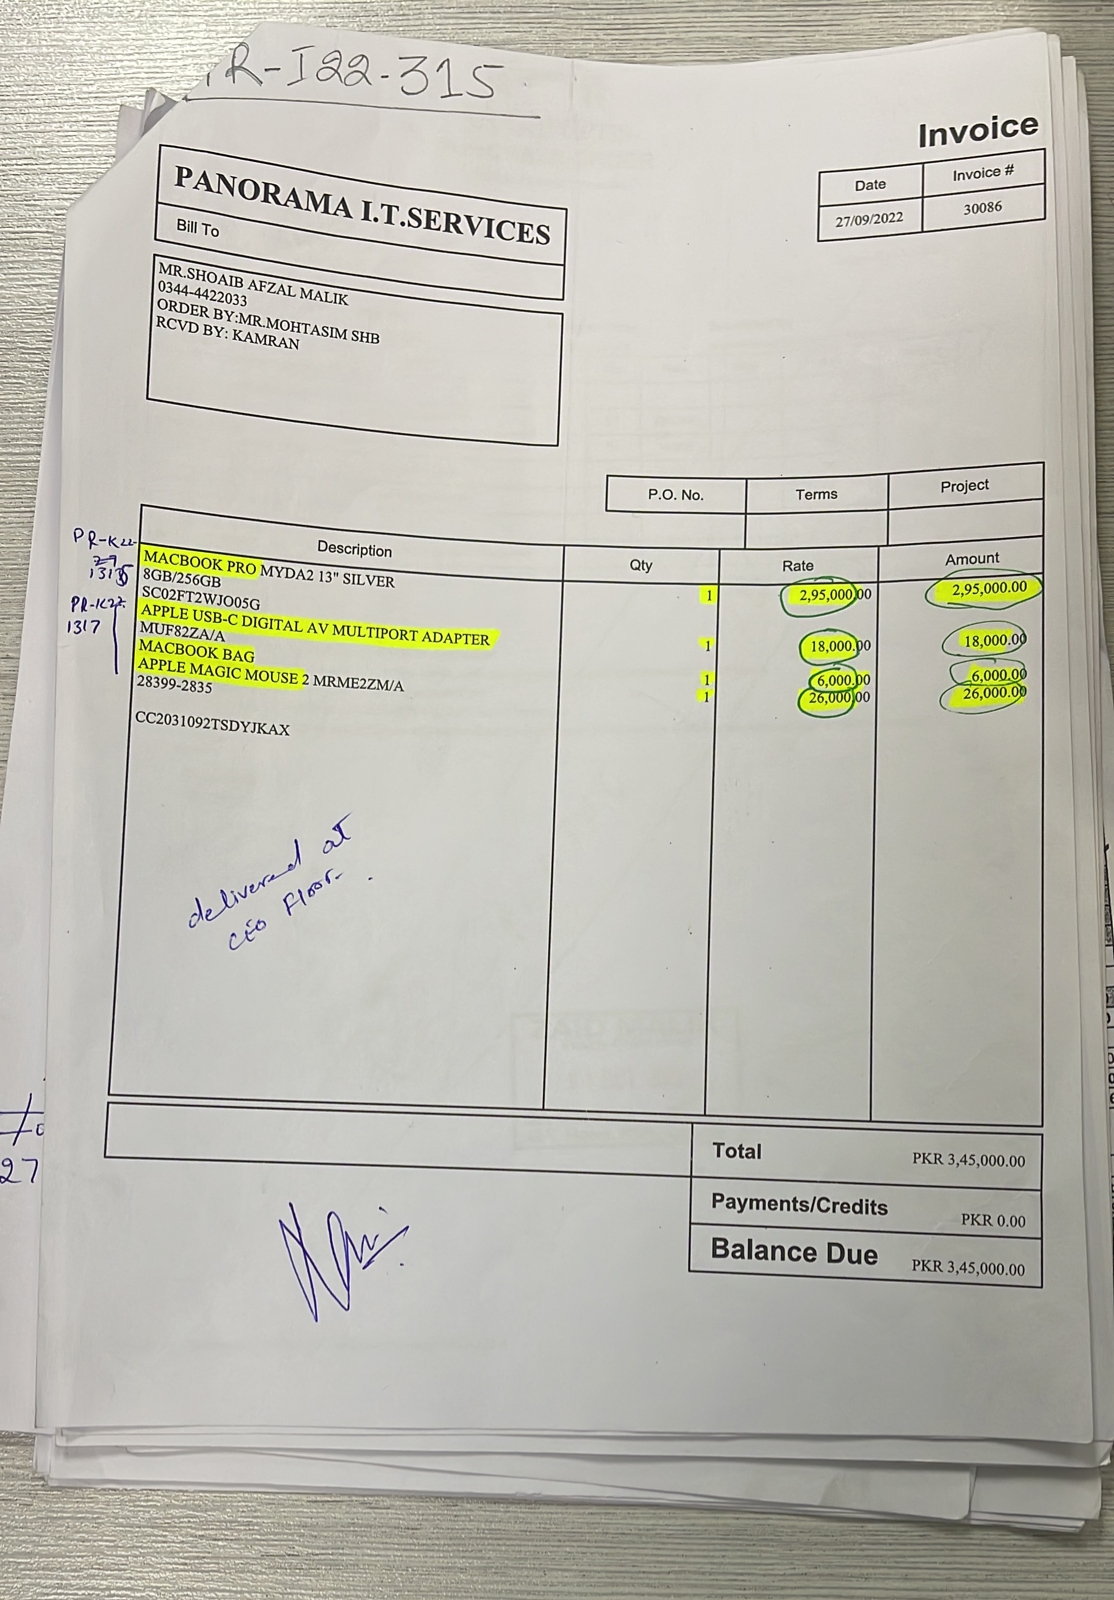 R-I22-315
Invoice
Date
Invoice #
27/09/2022
30086
PANORAMA I.T.SERVICES
Bill To
MR.SHOAIB AFZAL MALIK
0344-4422033
ORDER BY:MR.MOHTASIM SHB
RCVD BY: KAMRAN
P.O. No.
Terms
Project
Description
Qty
Rate
Amount
PR-K22-
PR-K22-
1317
MACBOOK PRO MYDA2 13" SILVER
8GB/256GB
SC02FT2WJO05G
1
2,95,000.00
2,95,000.00
APPLE USB-C DIGITAL AV MULTIPORT ADAPTER
MUF82ZA/A
1
18,000.00
18,000.00
MACBOOK BAG
1
6,000.00
6,000.00
APPLE MAGIC MOUSE 2 MRME2ZM/A
1
26,000.00
26,000.00
28399-2835
CC2031092TSDYJKAX
delivered at
CEO Floor.
Total
PKR 3,45,000.00
Payments/Credits
PKR 0.00
Balance Due
PKR 3,45,000.00
27